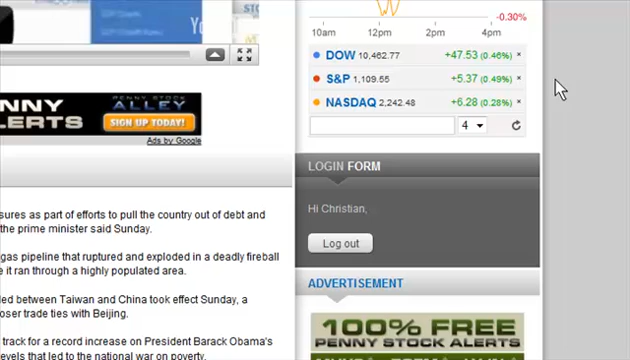 -0.30%
10am 12pm 2pm 4pm
DOW 10,462.77 +47.53 (0.46%) ×
S&P 1,109.55 +5.37 (0.49%) ×
NASDAQ 2,242.48 +6.28 (0.28%) ×
4
PENNY STOCK
ALLEY
SIGN UP TODAY!
Ads by Google
LOGIN FORM
Hi Christian,
Log out
ADVERTISEMENT
100% FREE
PENNY STOCK ALERTS
sures as part of efforts to pull the country out of debt and
the prime minister said Sunday.
gas pipeline that ruptured and exploded in a deadly fireball
e it ran through a highly populated area.
led between Taiwan and China took effect Sunday, a
oser trade ties with Beijing.
track for a record increase on President Barack Obama's
evels that led to the national war on poverty.